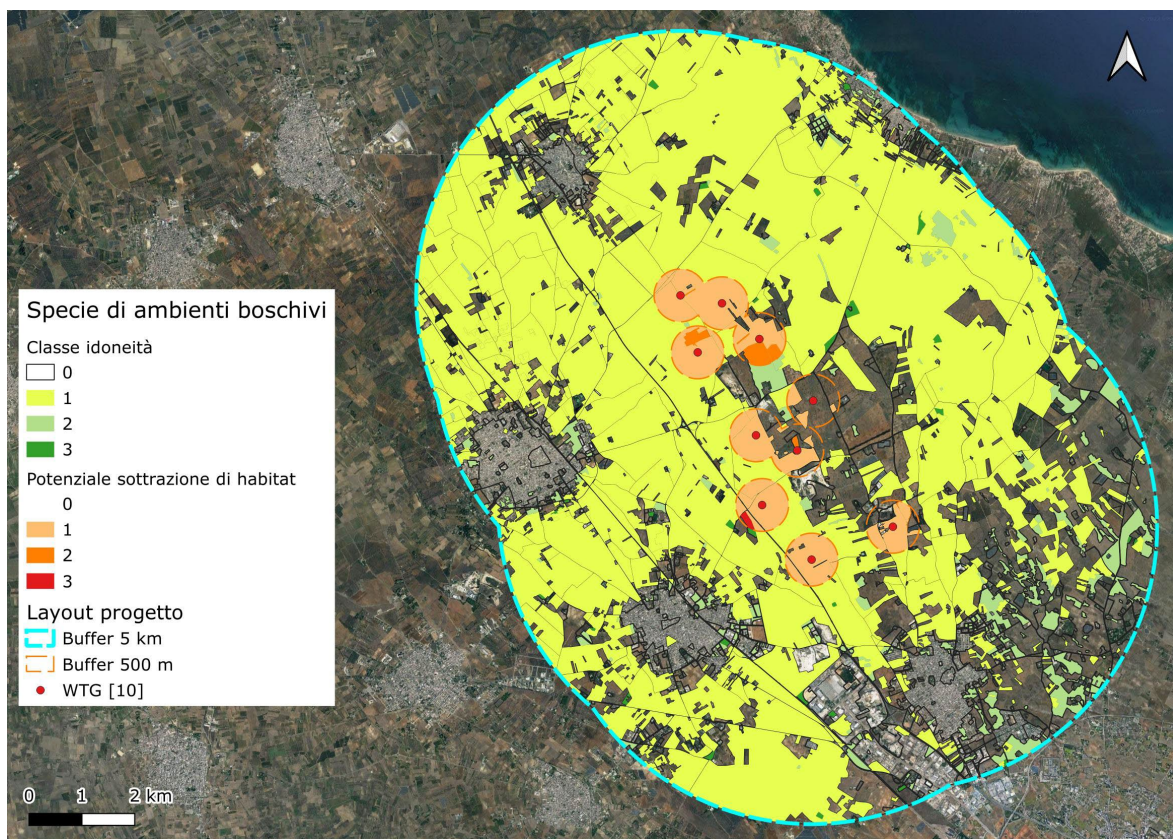 Specie di ambienti boschivi
Classe idoneità
0
1
2
3
Potenziale sottrazione di habitat
0
1
2
3
Layout progetto
Buffer 5 km
Buffer 500 m
WTG [10]
0 1 2 km